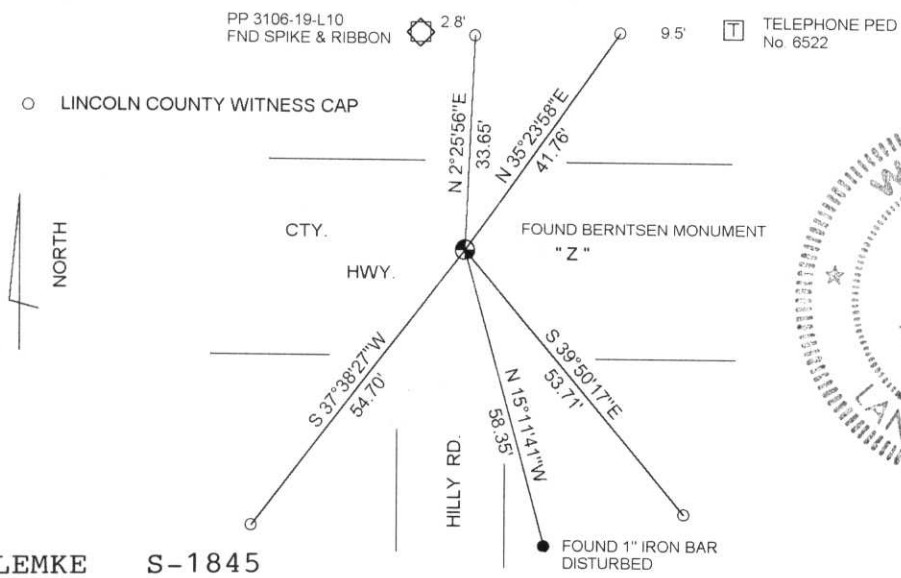 PP 3106-19-L10
FND SPIKE & RIBBON
2.8'
9.5'
T
TELEPHONE PED
No. 6522
LINCOLN COUNTY WITNESS CAP
N 2°25'56"E
33.65'
N 35°23'58"E
41.76'
NORTH
CTY.
HWY.
FOUND BERNTSEN MONUMENT
"Z"
S 37°38'27"W
54.70'
N 15°11'41"W
58.35'
S 39°50'17"E
53.71'
HILLY RD.
FOUND 1" IRON BAR
DISTURBED
LEMKE S-1845
W
LAN